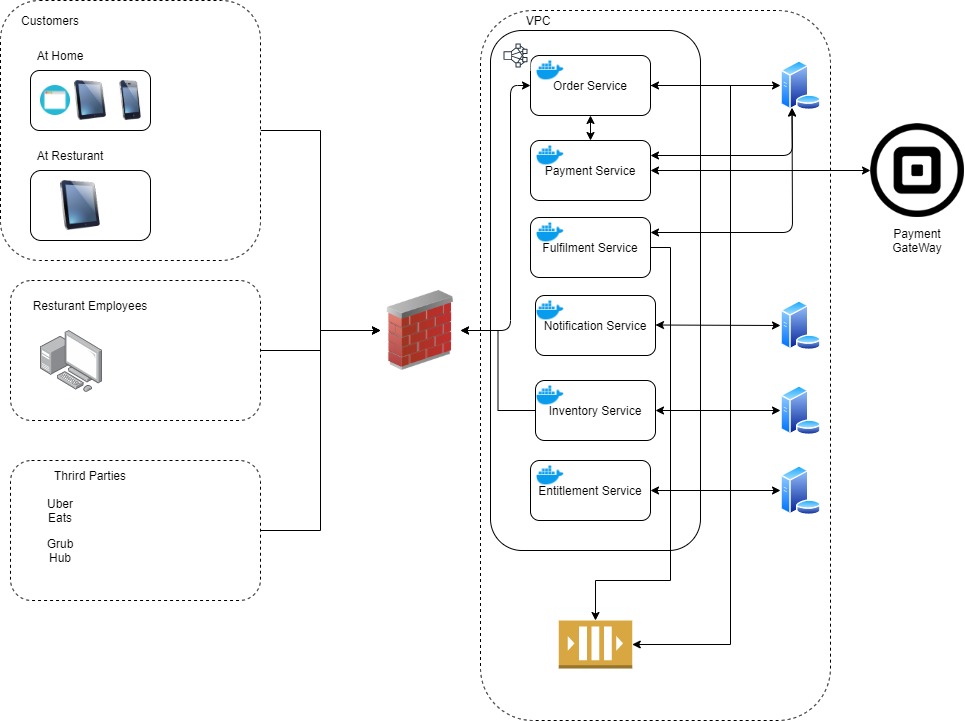 Customers
At Home
At Resturant
Resturant Employees
Thrird Parties
Uber
Eats
Grub
Hub
VPC
Order Service
Payment Service
Fulfilment Service
Notification Service
Inventory Service
Entitlement Service
Payment
GateWay